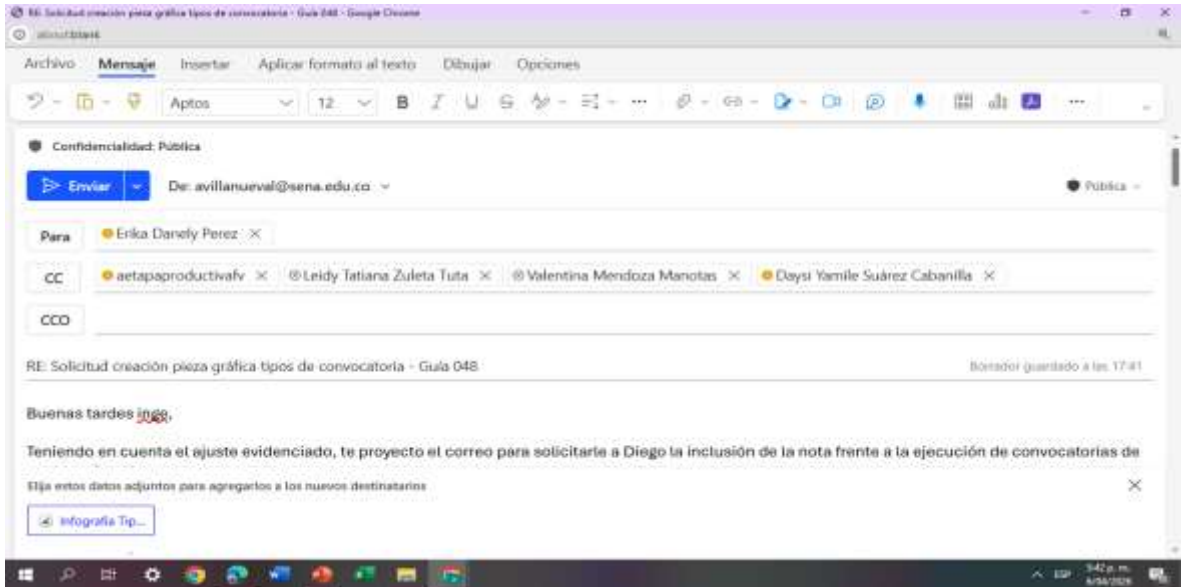 RE: Solicitud creación pieza gráfica tipos de convocatoria - Guía 048 - Google Chrome
about:blank
Archivo Mensaje Insertar Aplicar formato al texto Dibujar Opciones
Aptos 12 B I U S
Confidencialidad: Pública
Enviar De: avillanueval@sena.edu.co Pública
Para Erika Danely Perez
CC aetapaproductivafv Leidy Tatiana Zuleta Tuta Valentina Mendoza Manotas Daysi Yamile Suárez Cabanilla
CCO
RE: Solicitud creación pieza gráfica tipos de convocatoria - Guía 048 Borrador guardado a las 17:41
Buenas tardes inge,
Teniendo en cuenta el ajuste evidenciado, te proyecto el correo para solicitarle a Diego la inclusión de la nota frente a la ejecución de convocatorias de
Elija estos datos adjuntos para agregarlos a los nuevos destinatarios
Infografía Tip...
ESP 5:42 p. m.